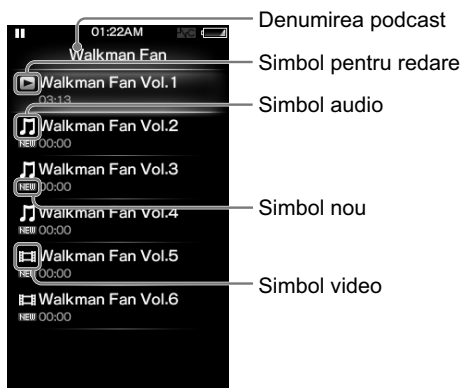 01:22AM
Denumirea podcast
Walkman Fan
Simbol pentru redare
Walkman Fan Vol.1
03:13
Simbol audio
Walkman Fan Vol.2
NEW 00:00
Walkman Fan Vol.3
NEW 00:00
Simbol nou
Walkman Fan Vol.4
NEW 00:00
Walkman Fan Vol.5
NEW 00:00
Simbol video
Walkman Fan Vol.6
NEW 00:00